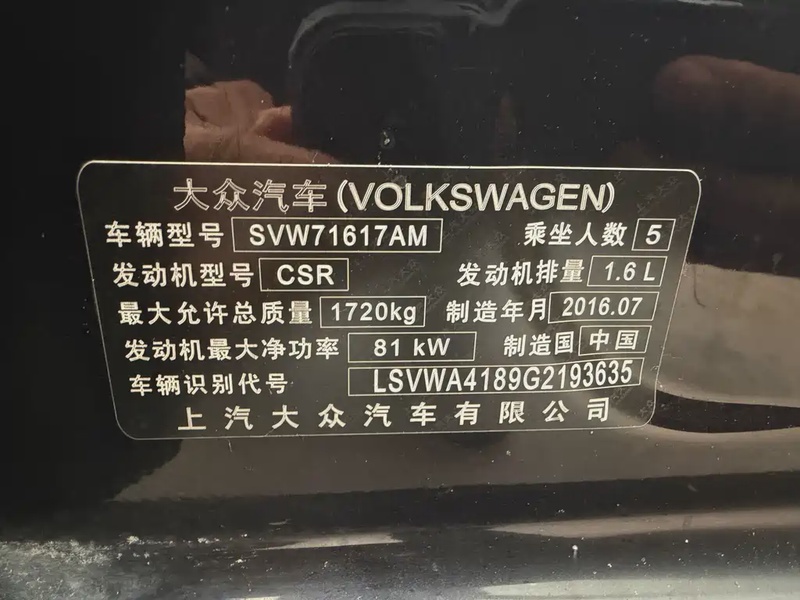 大众汽车(VOLKSWAGEN)
车辆型号 SVW71617AM 乘坐人数 5
发动机型号 CSR 发动机排量 1.6 L
最大允许总质量 1720kg 制造年月 2016.07
发动机最大净功率 81 kW 制造国 中国
车辆识别代号 LSVWA4189G2193635
上汽大众汽车有限公司